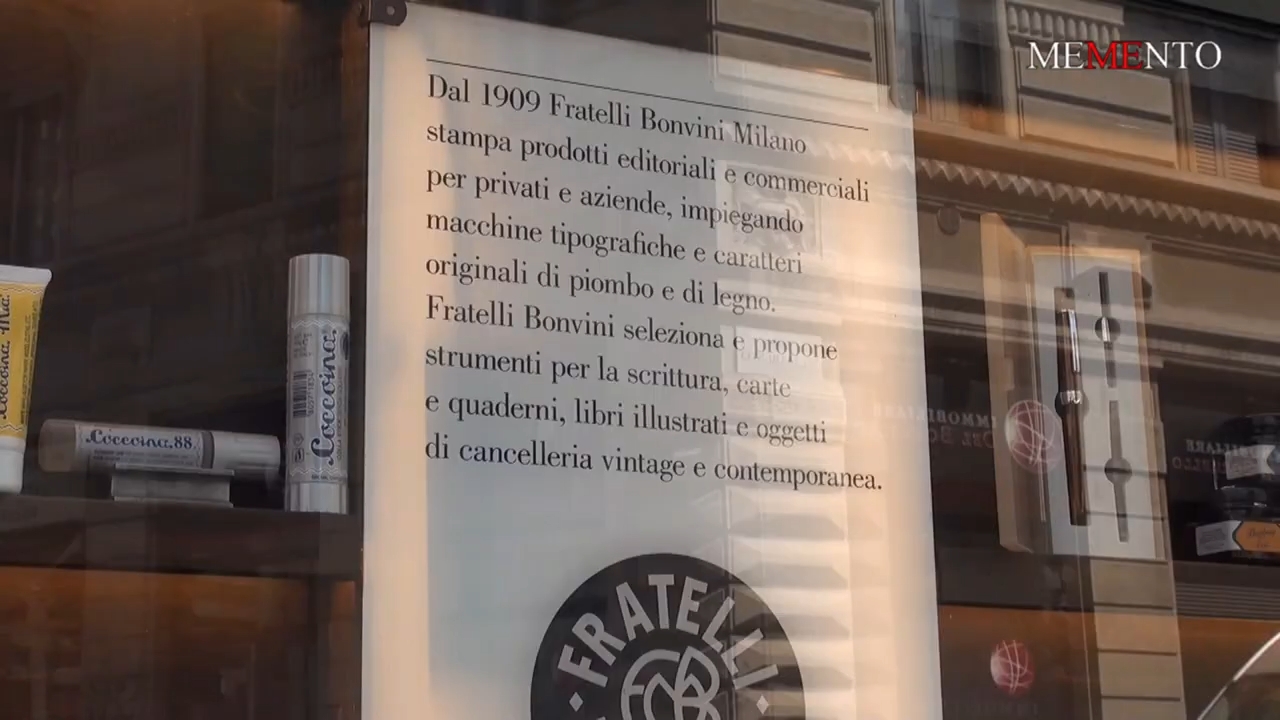 MEMENTO
Dal 1909 Fratelli Bonvini Milano
stampa prodotti editoriali e commerciali
per privati e aziende, impiegando
macchine tipografiche e caratteri
originali di piombo e di legno.
Fratelli Bonvini seleziona e propone
strumenti per la scrittura, carte
e quaderni, libri illustrati e oggetti
di cancelleria vintage e contemporanea.
FRATELLI
Coccoina
Coccoina.88.